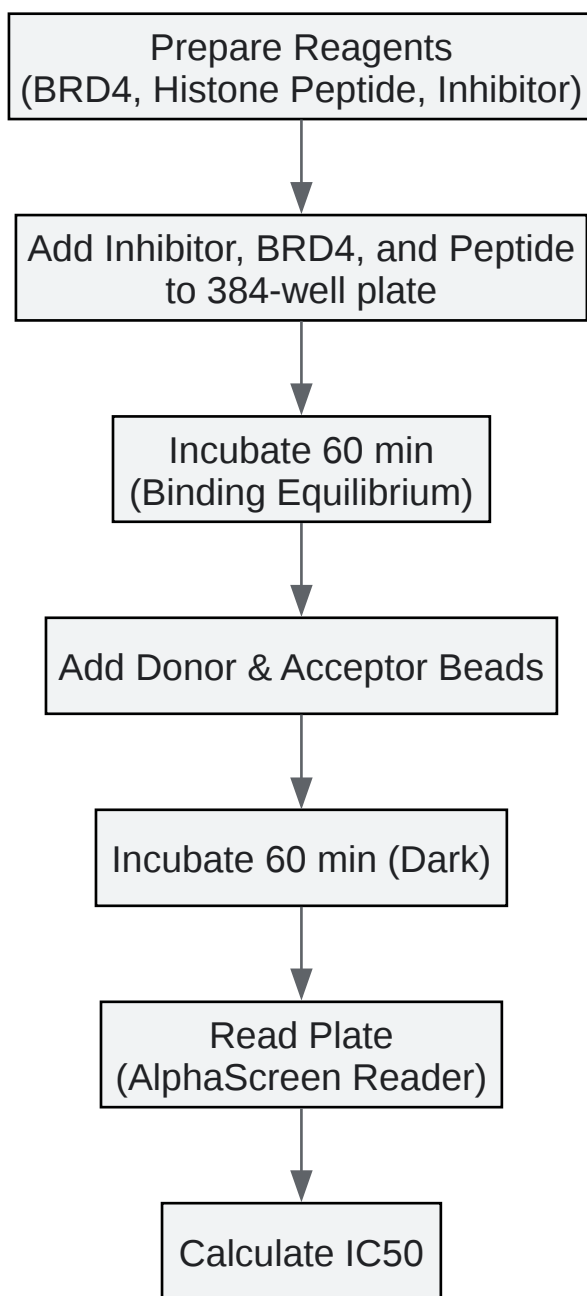 Prepare Reagents
(BRD4, Histone Peptide, Inhibitor)
Add Inhibitor, BRD4, and Peptide
to 384-well plate
Incubate 60 min
(Binding Equilibrium)
Add Donor & Acceptor Beads
Incubate 60 min (Dark)
Read Plate
(AlphaScreen Reader)
Calculate IC50